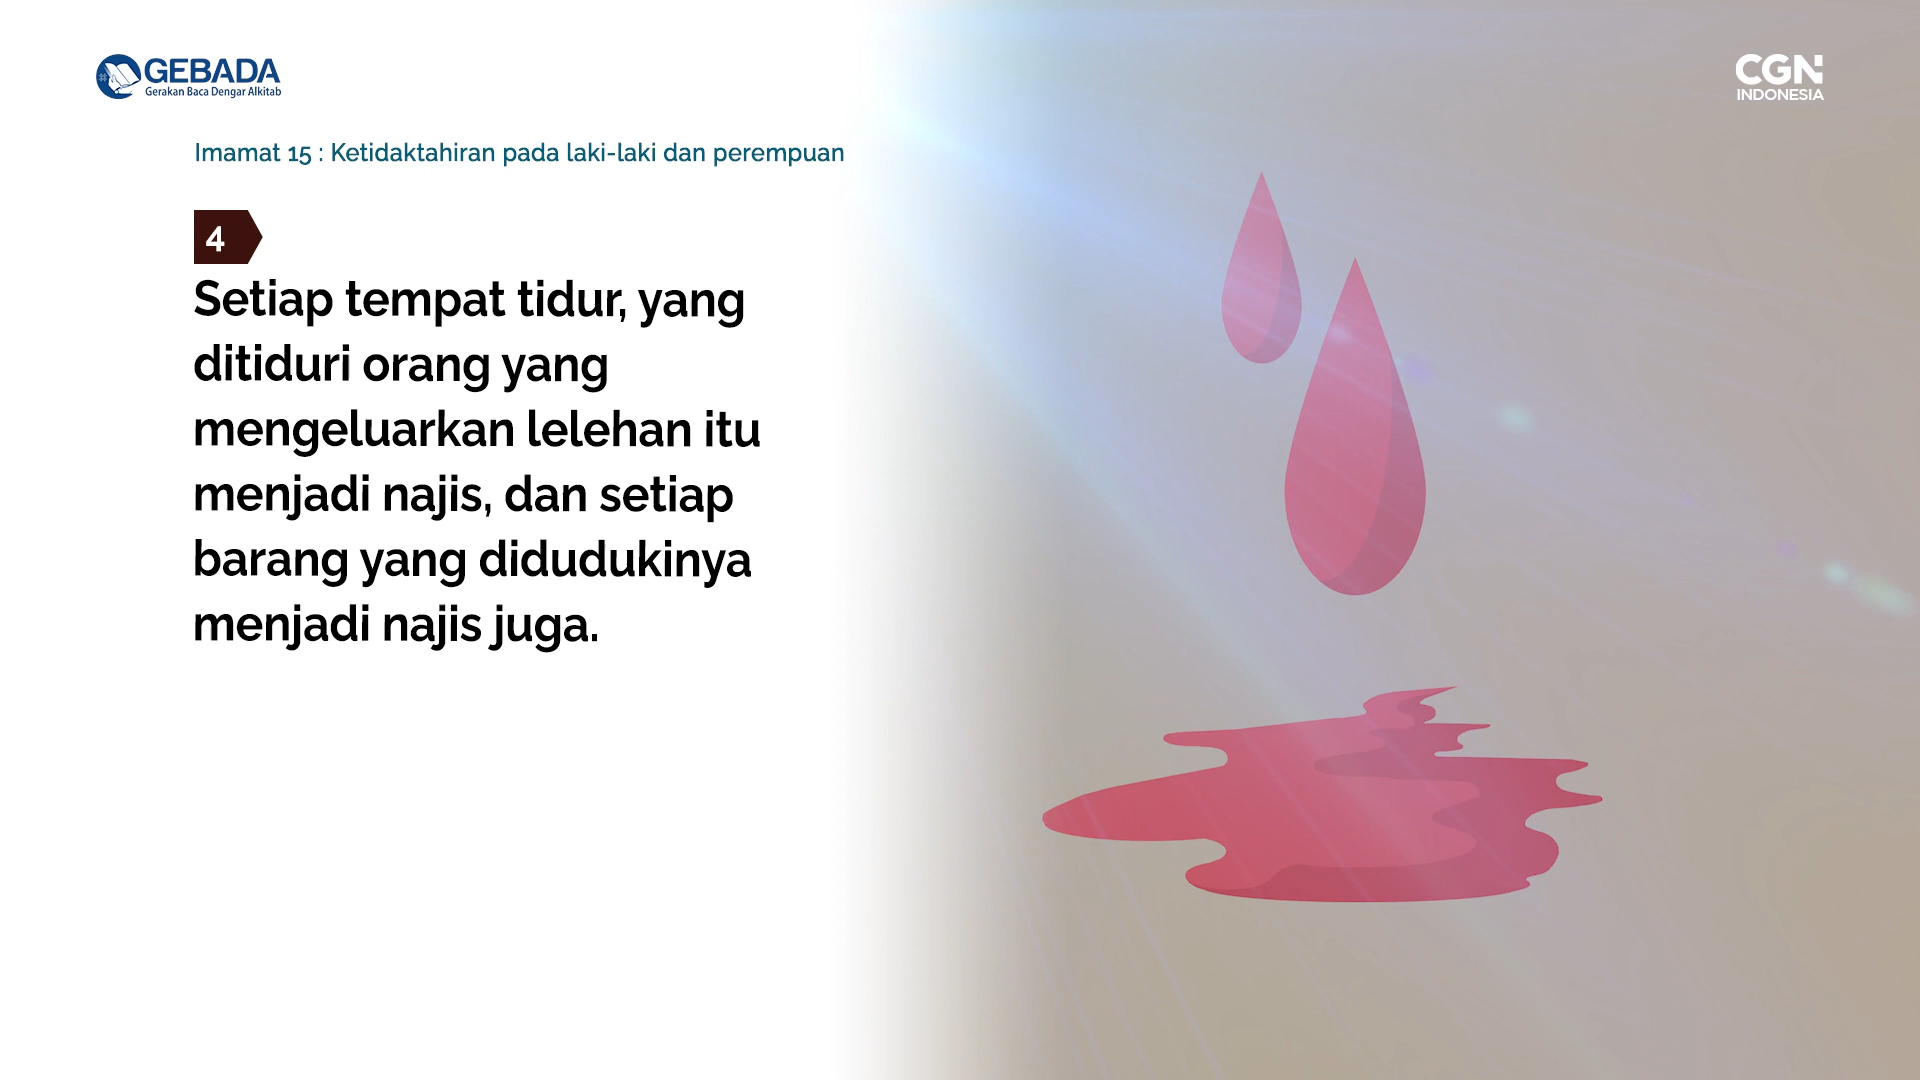 GEBADA
Gerakan Baca Dengar Alkitab
CGN
INDONESIA
Imamat 15 : Ketidaktahiran pada laki-laki dan perempuan
4
Setiap tempat tidur, yang
ditiduri orang yang
mengeluarkan lelehan itu
menjadi najis, dan setiap
barang yang didudukinya
menjadi najis juga.